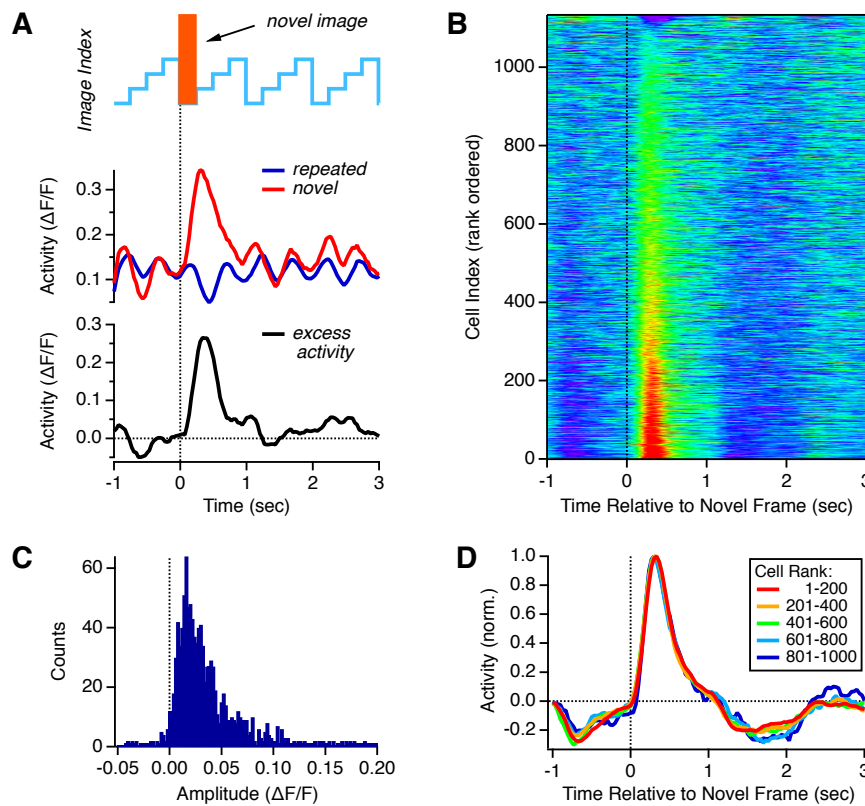 A
novel image
Image Index
repeated
novel
0.3
0.2
0.1
Activity (ΔF/F)
excess
activity
0.3
0.2
0.1
0.0
Activity (ΔF/F)
-1 0 1 2 3
Time (sec)
B
1000
800
600
400
200
0
Cell Index (rank ordered)
-1 0 1 2 3
Time Relative to Novel Frame (sec)
C
60
40
20
0
Counts
-0.05 0.00 0.05 0.10 0.15 0.20
Amplitude (ΔF/F)
D
Cell Rank:
1-200
201-400
401-600
601-800
801-1000
1.0
0.8
0.6
0.4
0.2
0.0
-0.2
Activity (norm.)
-1 0 1 2 3
Time Relative to Novel Frame (sec)